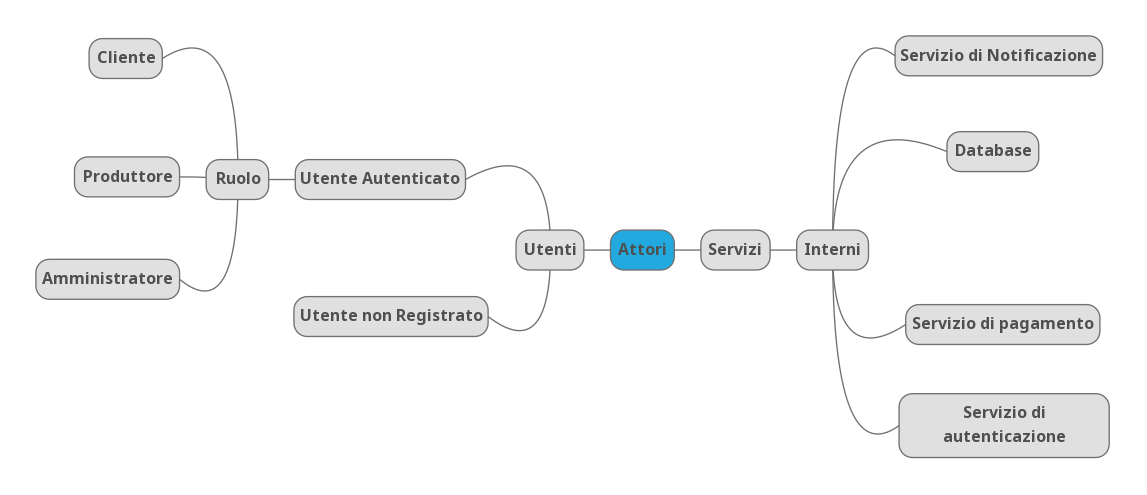 Cliente
Servizio di Notificazione
Database
Produttore
Ruolo
Utente Autenticato
Amministratore
Utenti
Attori
Servizi
Interni
Utente non Registrato
Servizio di pagamento
Servizio di
autenticazione